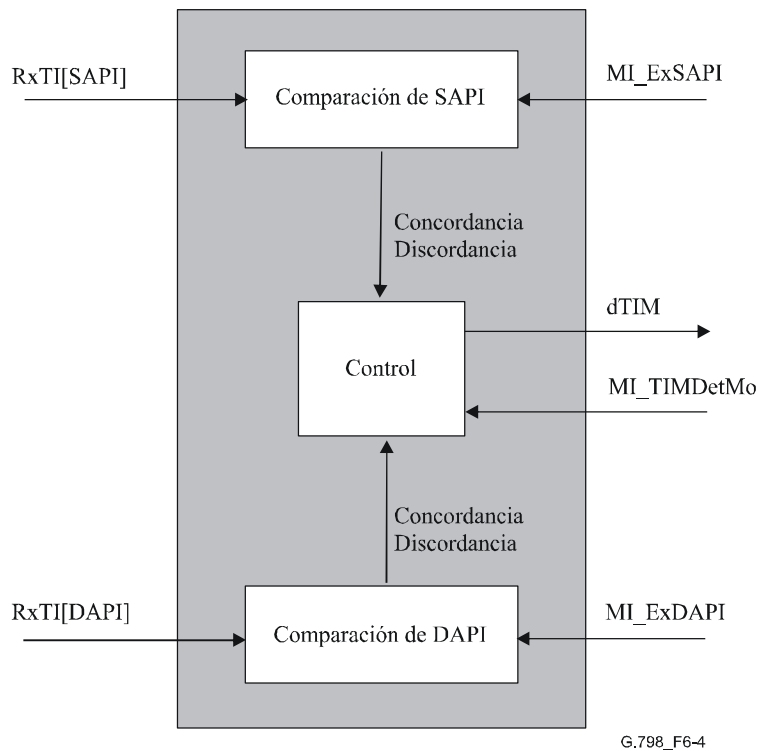 RxTI[SAPI]
Comparación de SAPI
MI_ExSAPI
Concordancia
Discordancia
dTIM
Control
MI_TIMDetMo
Concordancia
Discordancia
RxTI[DAPI]
Comparación de DAPI
MI_ExDAPI
G.798_F6-4